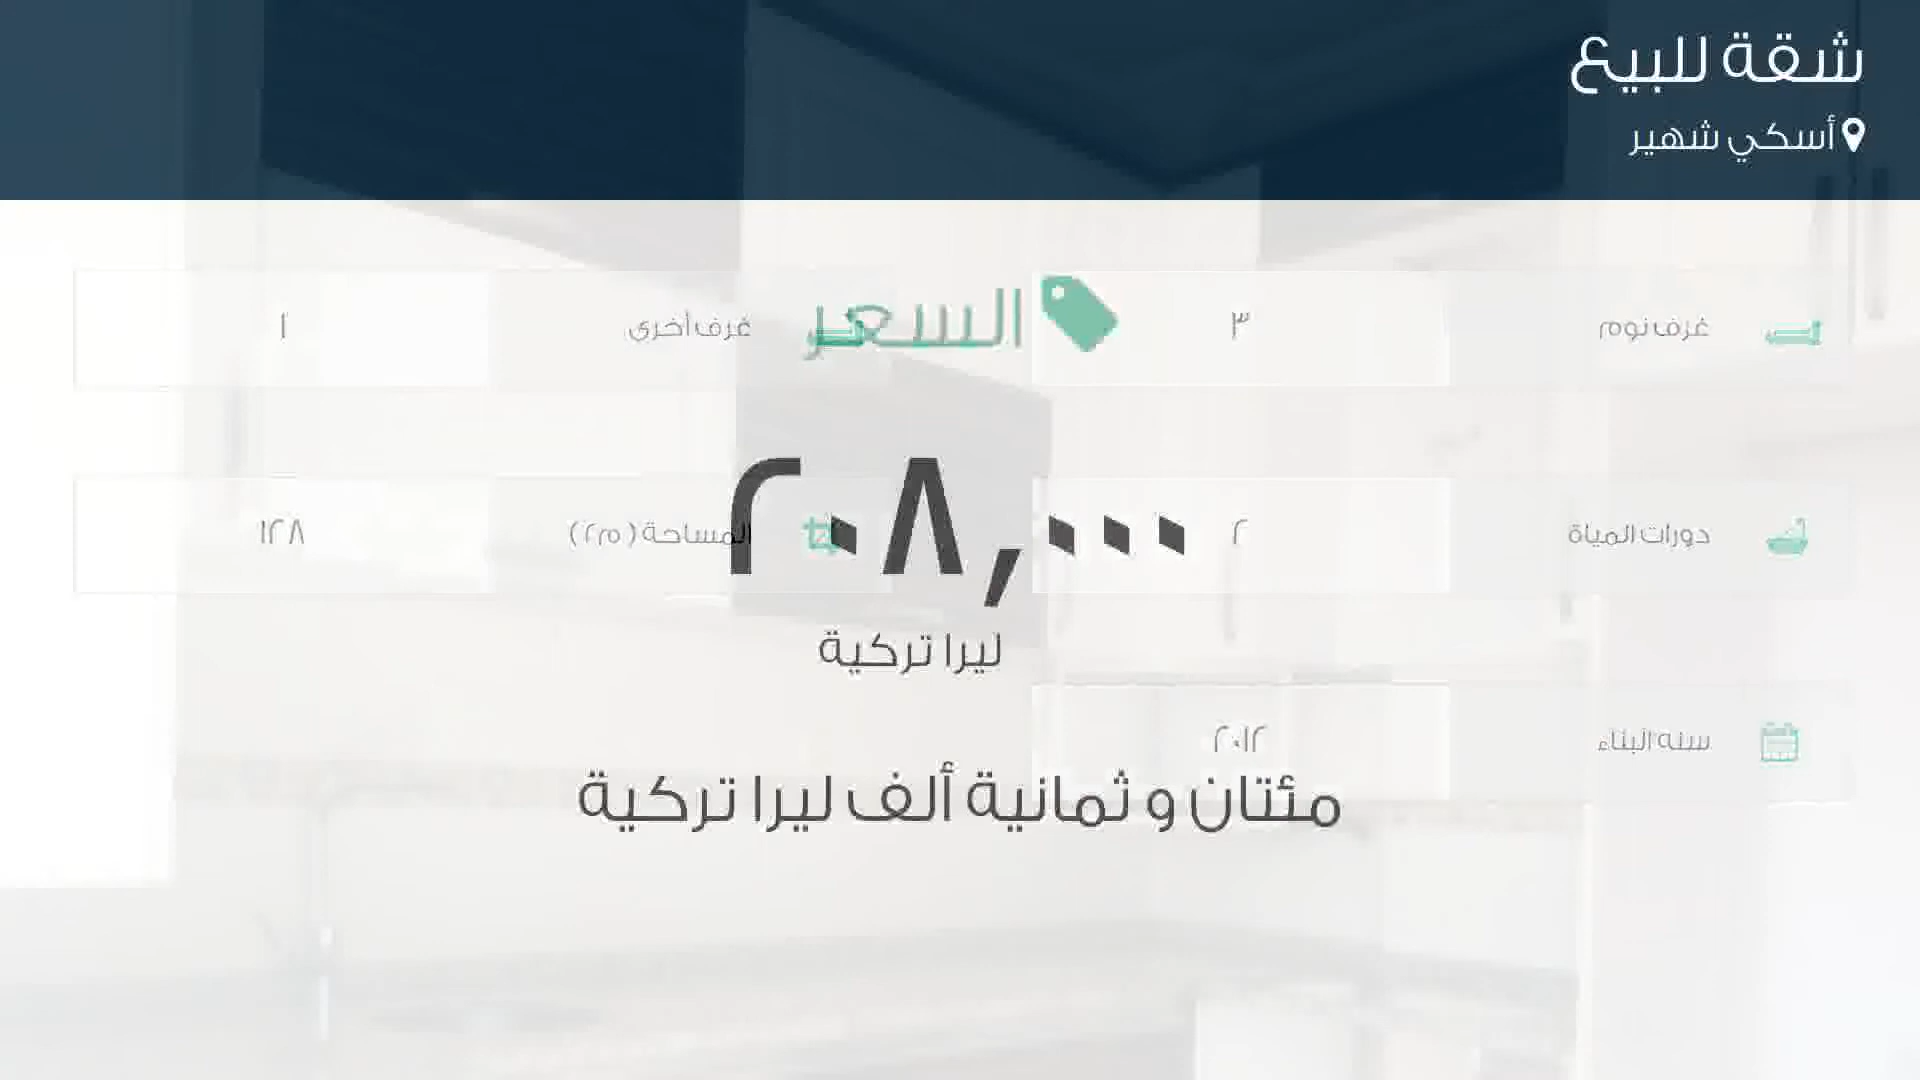 شقة للبيع
أسكي شهير
السعر
غرف نوم ٣
غرف أخرى ١
٢٠٨,٠٠٠
دورات المياة ٢
المساحة (م٢) ١٢٨
ليرا تركية
سنه البناء ٢٠١٢
مئتان و ثمانية ألف ليرا تركية